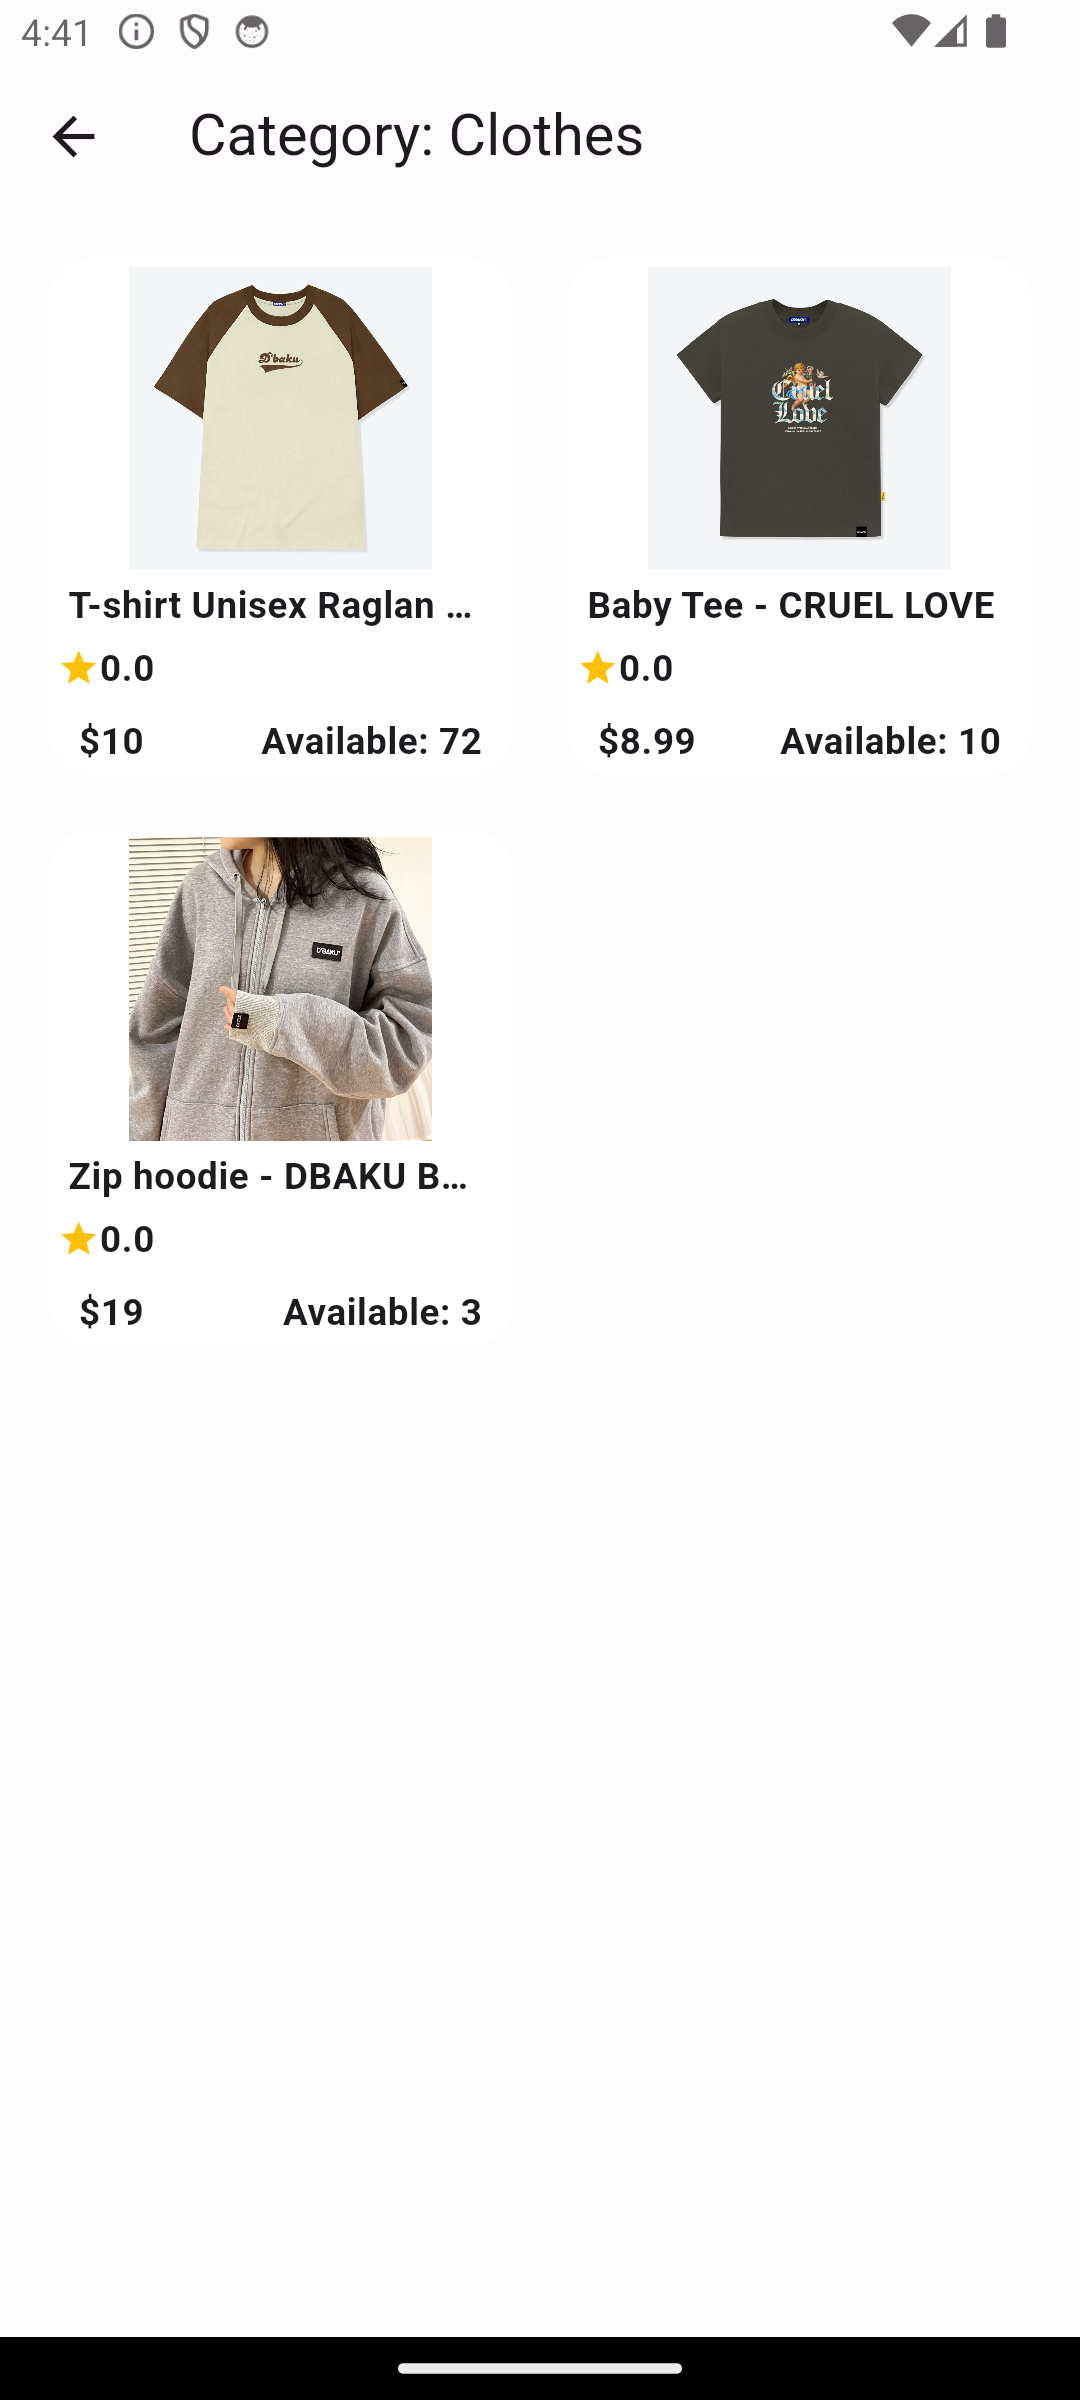 4:41
Category: Clothes
D'baku
Cruel
Love
T-shirt Unisex Raglan ...
Baby Tee - CRUEL LOVE
0.0
0.0
$10
Available: 72
$8.99
Available: 10
DBAKU
Zip hoodie - DBAKU B...
0.0
$19
Available: 3